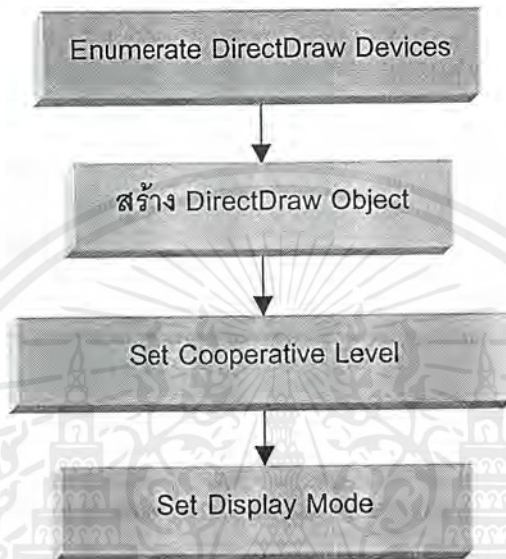 Enumerate DirectDraw Devices
สร้าง DirectDraw Object
Set Cooperative Level
Set Display Mode